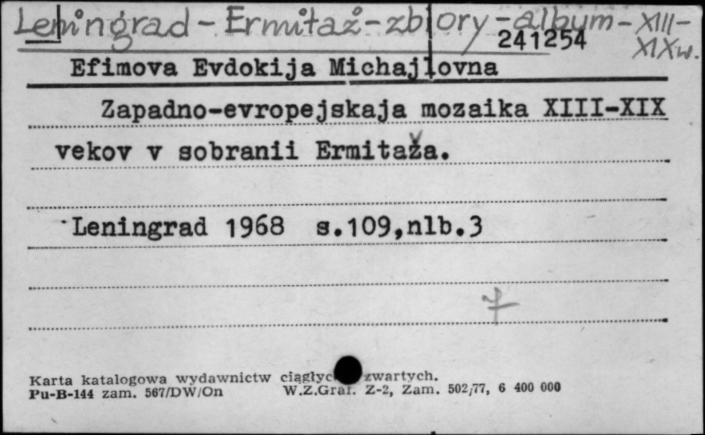 Leningrad - Ermitaż - zbiory - album - XIII-
XIX w.
241254
Efimova Evdokija Michajlovna
Zapadno-evropejskaja mozaika XIII-XIX
vekov v sobranii Ermitaža.
Leningrad 1968 s.109,nlb.3
Karta katalogowa wydawnictw zwartych.
Pu-B-144 zam. 567/DW/On W.Z.Graf. Z-2, Zam. 502/77, 6 400 000